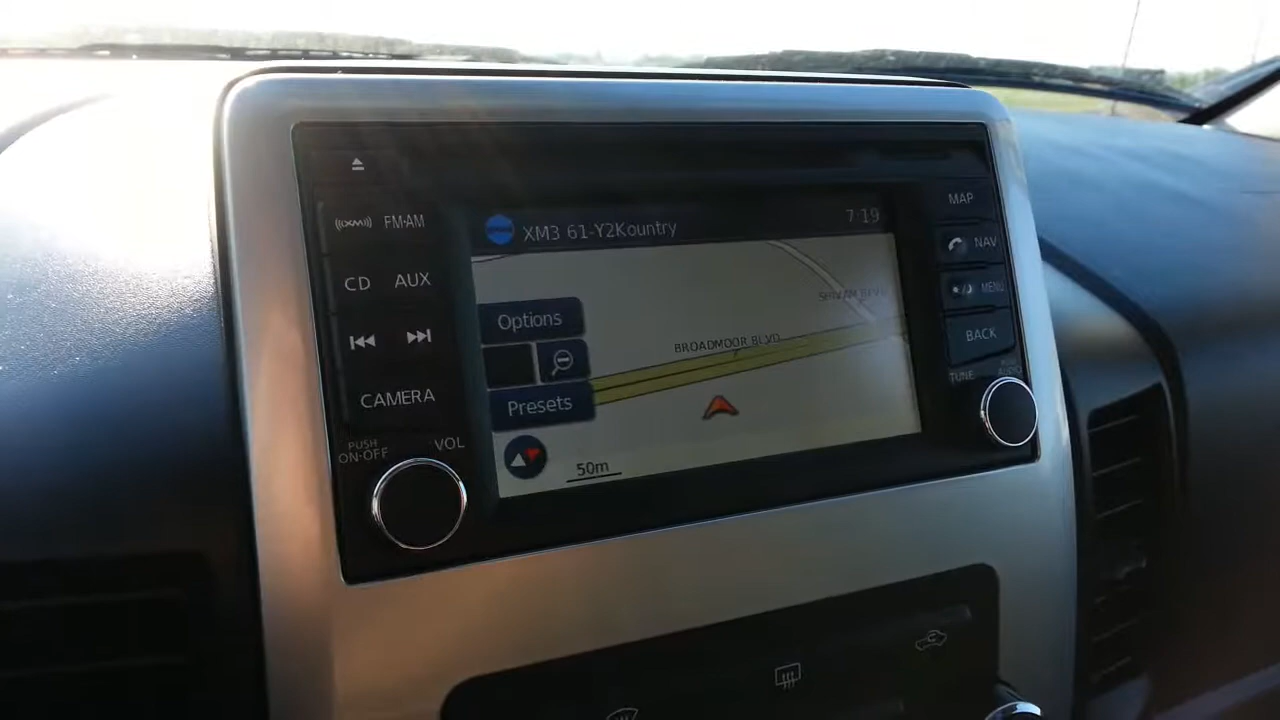 XM3 61-Y2Kountry
7:19
MAP
((XM)) FM·AM
NAV
CD AUX
MENU
Options
BROADMOOR BLVD
BACK
CAMERA
Presets
TUNE
AUDIO
PUSH
ON·OFF
VOL
50m